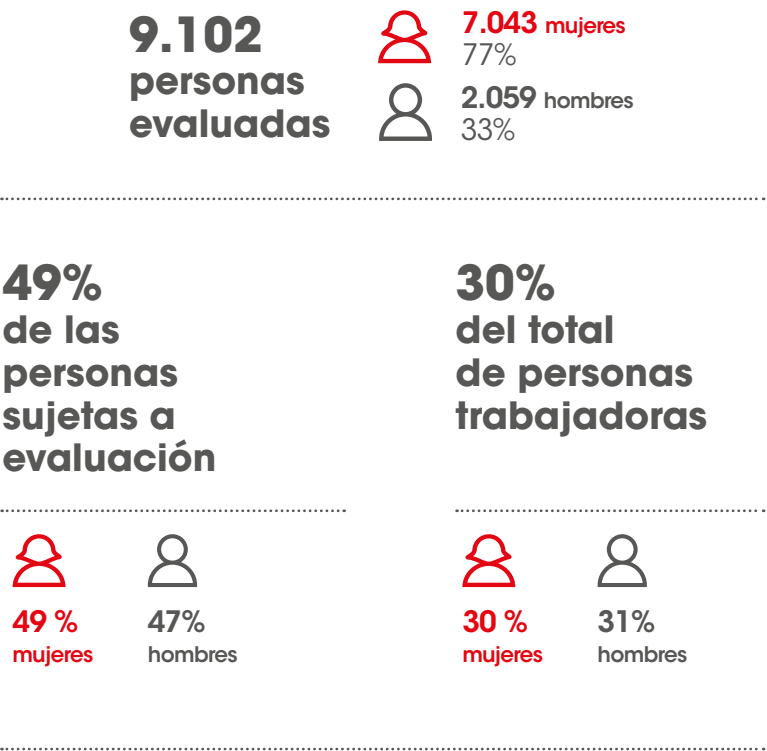 9.102
personas
evaluadas
7.043 mujeres
77%
2.059 hombres
33%
49%
de las
personas
sujetas a
evaluación
49 %
mujeres
47%
hombres
30%
del total
de personas
trabajadoras
30 %
mujeres
31%
hombres